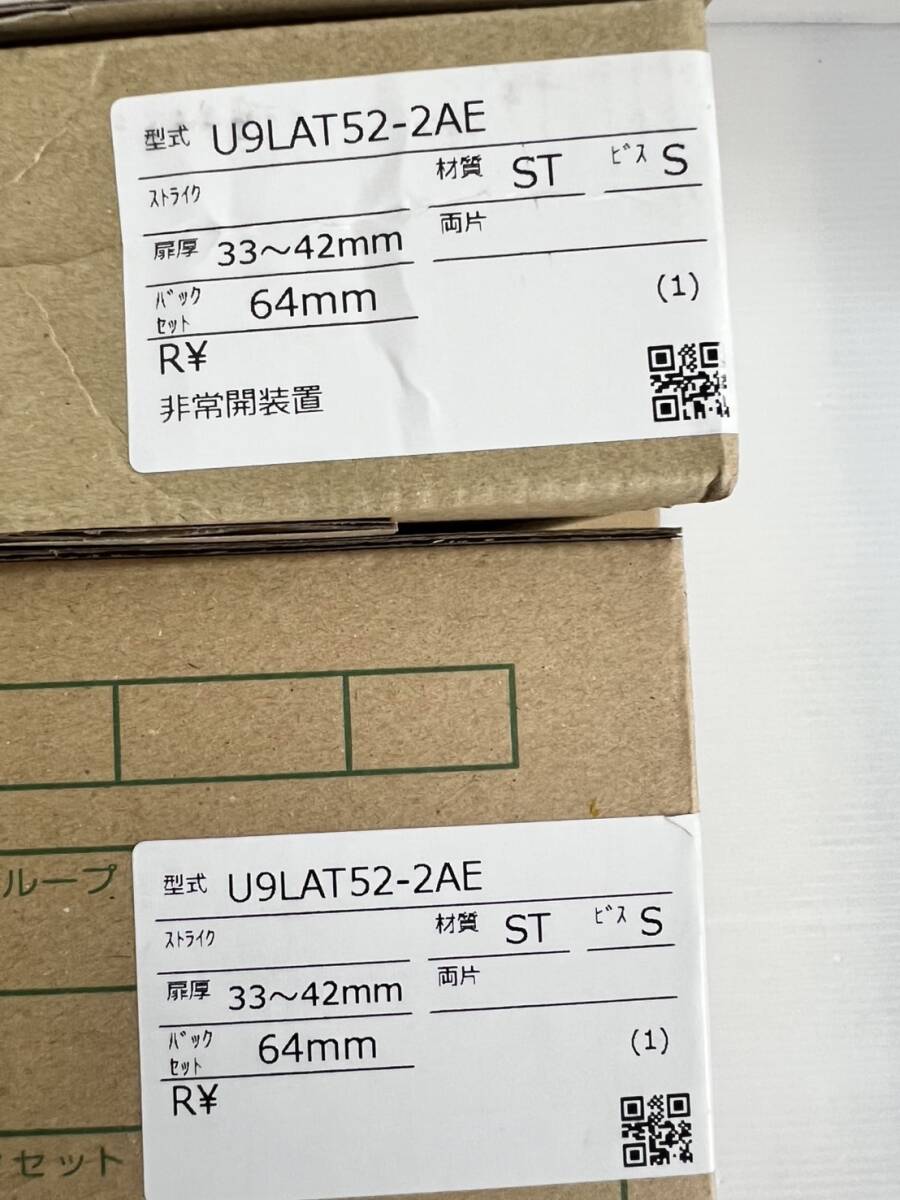 型式 U9LAT52-2AE
ストライク 材質 ST ビス S
扉厚 33～42mm 両片
バック
セット 64mm (1)
R¥
非常開装置
ループ
型式 U9LAT52-2AE
ストライク 材質 ST ビス S
扉厚 33～42mm 両片
バック
セット 64mm (1)
R¥
セット